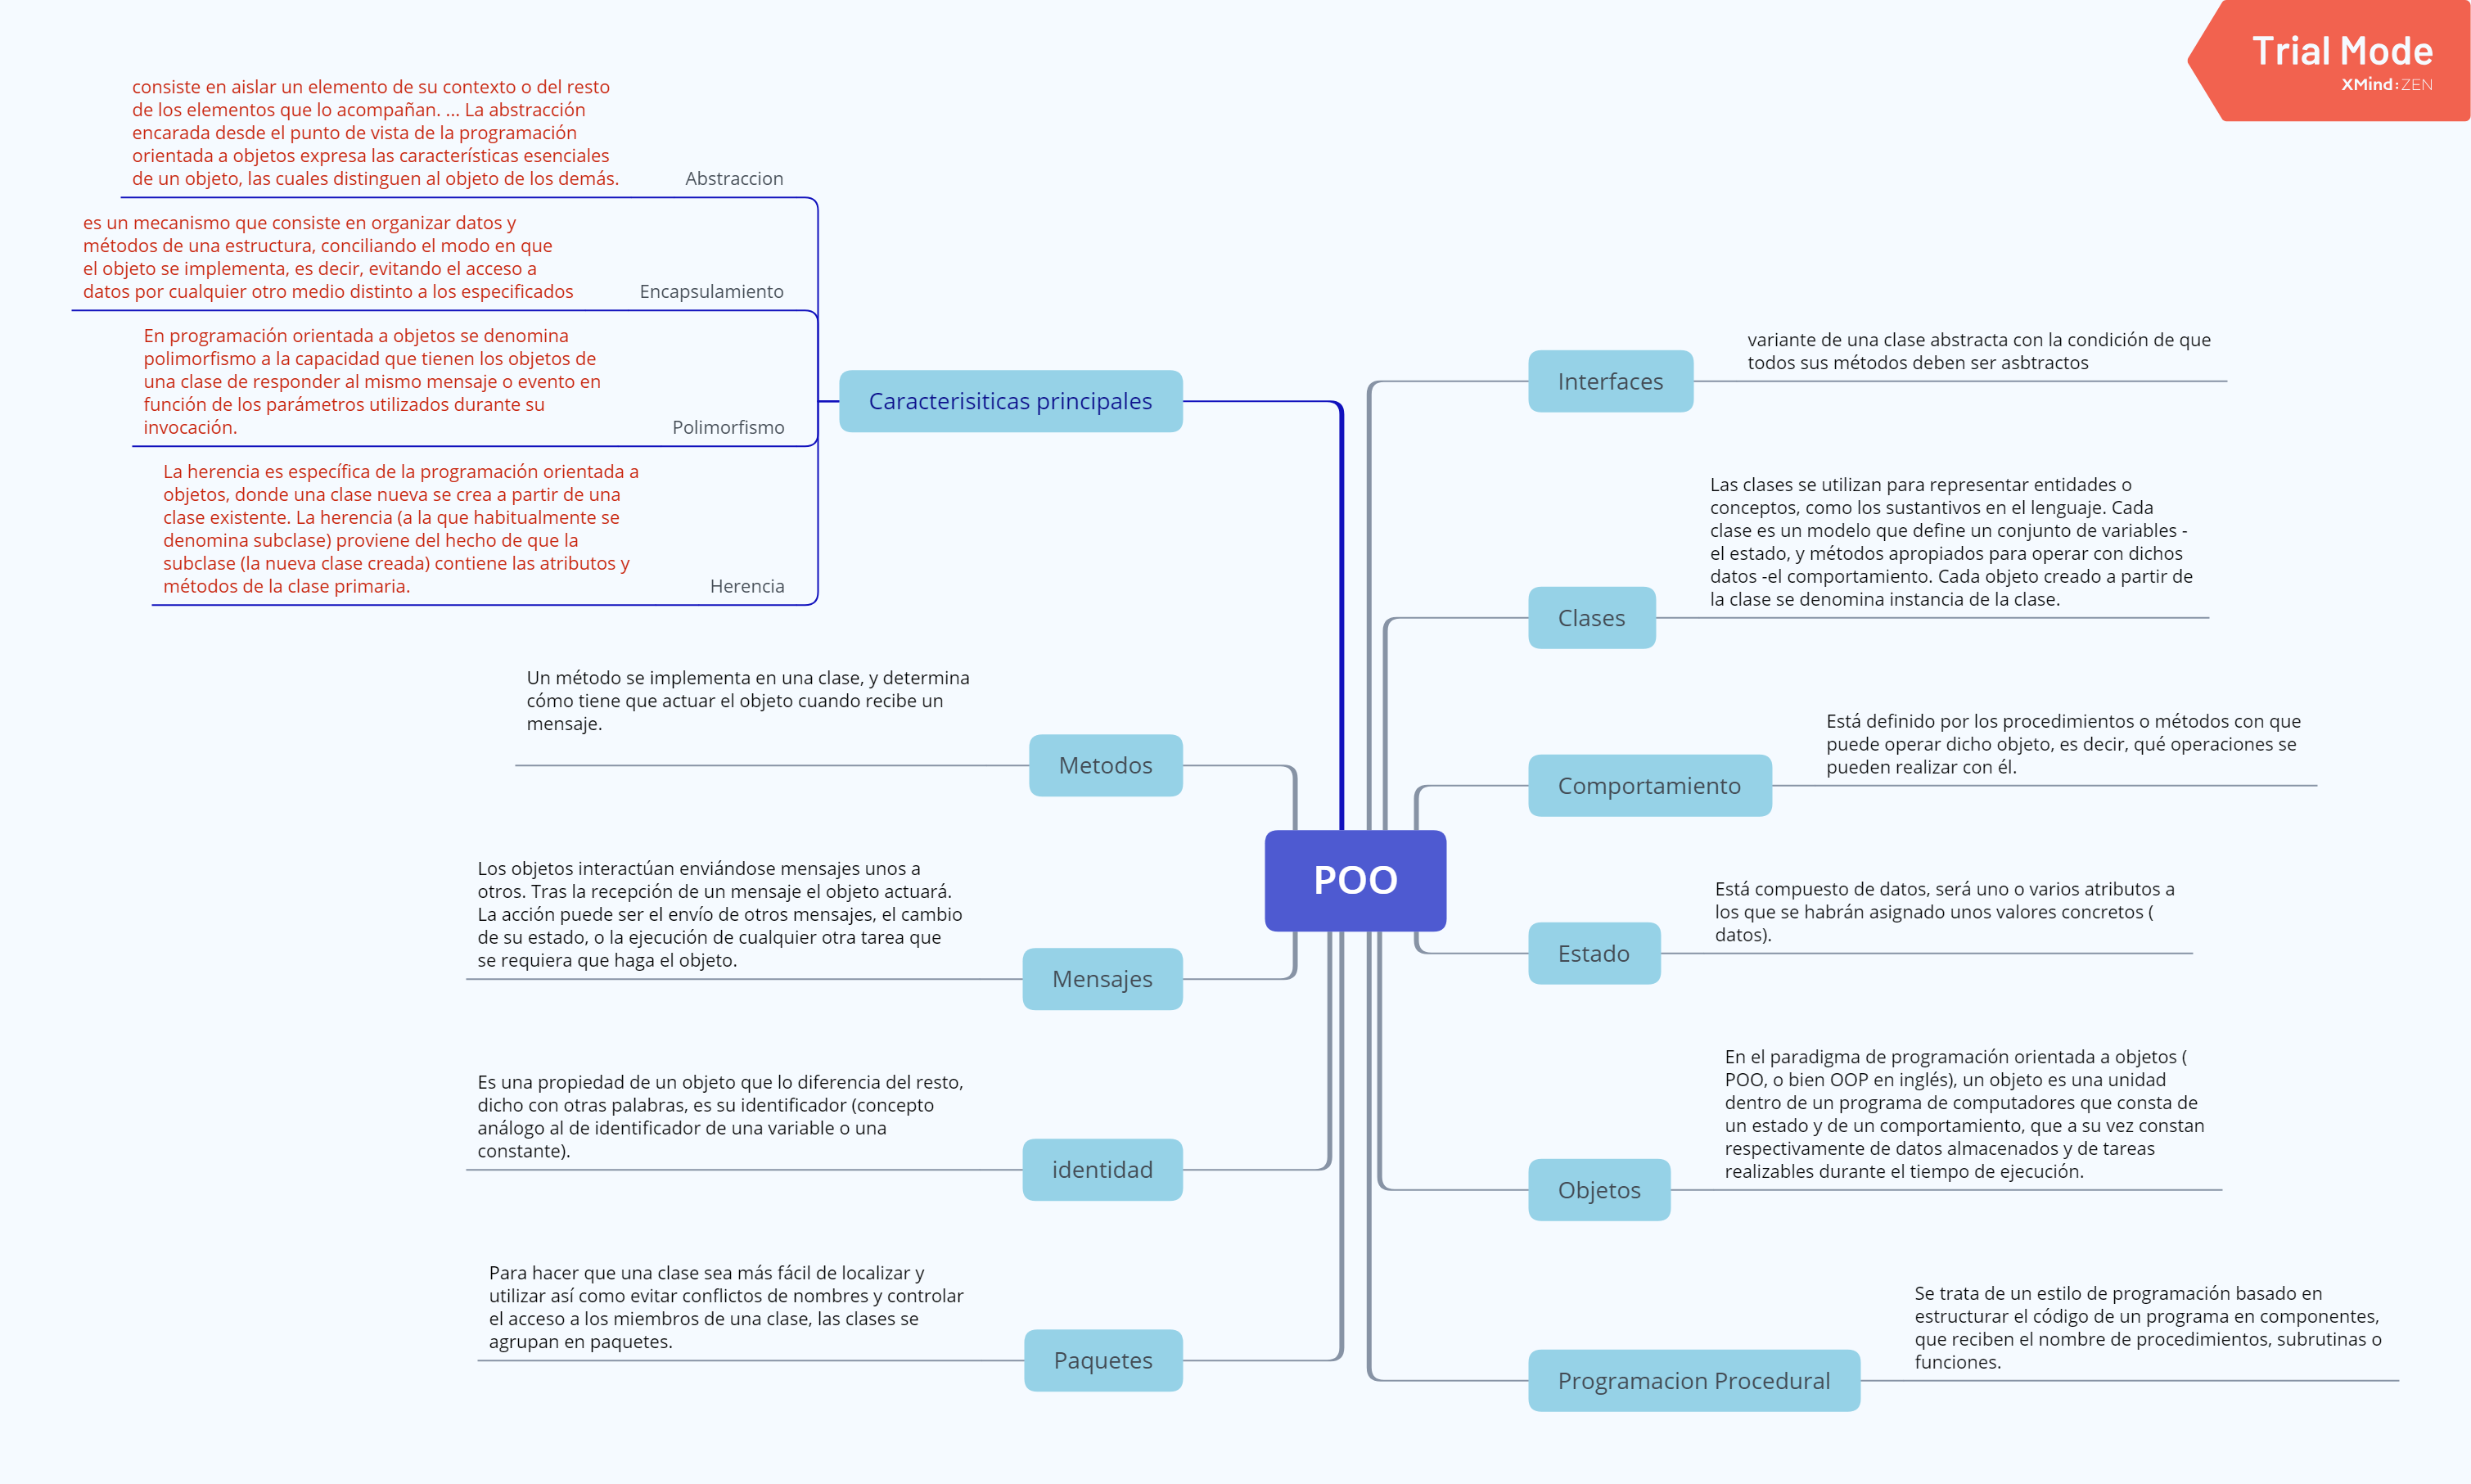 Trial Mode
XMind:ZEN
consiste en aislar un elemento de su contexto o del resto
de los elementos que lo acompañan. ... La abstracción
encarada desde el punto de vista de la programación
orientada a objetos expresa las características esenciales
de un objeto, las cuales distinguen al objeto de los demás.
Abstraccion
es un mecanismo que consiste en organizar datos y
métodos de una estructura, conciliando el modo en que
el objeto se implementa, es decir, evitando el acceso a
datos por cualquier otro medio distinto a los especificados
Encapsulamiento
En programación orientada a objetos se denomina
polimorfismo a la capacidad que tienen los objetos de
una clase de responder al mismo mensaje o evento en
función de los parámetros utilizados durante su
invocación.
Polimorfismo
La herencia es específica de la programación orientada a
objetos, donde una clase nueva se crea a partir de una
clase existente. La herencia (a la que habitualmente se
denomina subclase) proviene del hecho de que la
subclase (la nueva clase creada) contiene las atributos y
métodos de la clase primaria.
Herencia
Caracterisiticas principales
Un método se implementa en una clase, y determina
cómo tiene que actuar el objeto cuando recibe un
mensaje.
Metodos
Los objetos interactúan enviándose mensajes unos a
otros. Tras la recepción de un mensaje el objeto actuará.
La acción puede ser el envío de otros mensajes, el cambio
de su estado, o la ejecución de cualquier otra tarea que
se requiera que haga el objeto.
Mensajes
Es una propiedad de un objeto que lo diferencia del resto,
dicho con otras palabras, es su identificador (concepto
análogo al de identificador de una variable o una
constante).
identidad
Para hacer que una clase sea más fácil de localizar y
utilizar así como evitar conflictos de nombres y controlar
el acceso a los miembros de una clase, las clases se
agrupan en paquetes.
Paquetes
POO
Interfaces
variante de una clase abstracta con la condición de que
todos sus métodos deben ser asbtractos
Clases
Las clases se utilizan para representar entidades o
conceptos, como los sustantivos en el lenguaje. Cada
clase es un modelo que define un conjunto de variables -
el estado, y métodos apropiados para operar con dichos
datos -el comportamiento. Cada objeto creado a partir de
la clase se denomina instancia de la clase.
Comportamiento
Está definido por los procedimientos o métodos con que
puede operar dicho objeto, es decir, qué operaciones se
pueden realizar con él.
Estado
Está compuesto de datos, será uno o varios atributos a
los que se habrán asignado unos valores concretos (
datos).
Objetos
En el paradigma de programación orientada a objetos (
POO, o bien OOP en inglés), un objeto es una unidad
dentro de un programa de computadores que consta de
un estado y de un comportamiento, que a su vez constan
respectivamente de datos almacenados y de tareas
realizables durante el tiempo de ejecución.
Programacion Procedural
Se trata de un estilo de programación basado en
estructurar el código de un programa en componentes,
que reciben el nombre de procedimientos, subrutinas o
funciones.